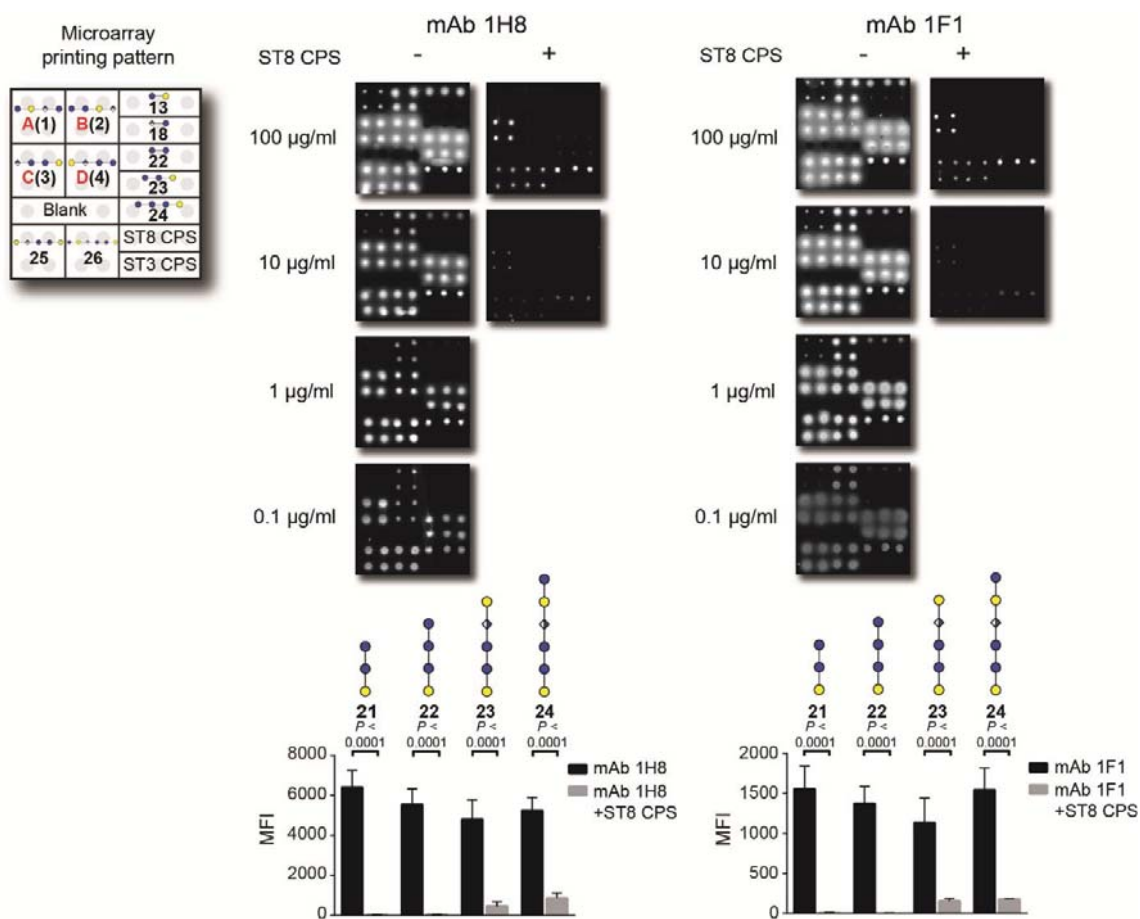 Microarray
printing pattern
A(1) B(2) 13
18
C(3) D(4) 22
23
Blank 24
25 26 ST8 CPS
ST3 CPS
mAb 1H8
ST8 CPS - +
100 µg/ml
10 µg/ml
1 µg/ml
0.1 µg/ml
21 22 23 24
P < P < P < P <
0.0001 0.0001 0.0001 0.0001
8000
6000
4000
2000
0
MFI
mAb 1H8
mAb 1H8
+ST8 CPS
mAb 1F1
ST8 CPS - +
100 µg/ml
10 µg/ml
1 µg/ml
0.1 µg/ml
21 22 23 24
P < P < P < P <
0.0001 0.0001 0.0001 0.0001
2000
1500
1000
500
0
MFI
mAb 1F1
mAb 1F1
+ST8 CPS